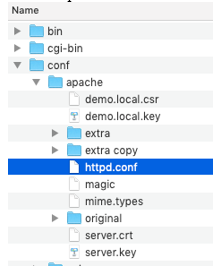 Name
bin
cgi-bin
conf
apache
demo.local.csr
demo.local.key
extra
extra copy
httpd.conf
magic
mime.types
original
server.crt
server.key